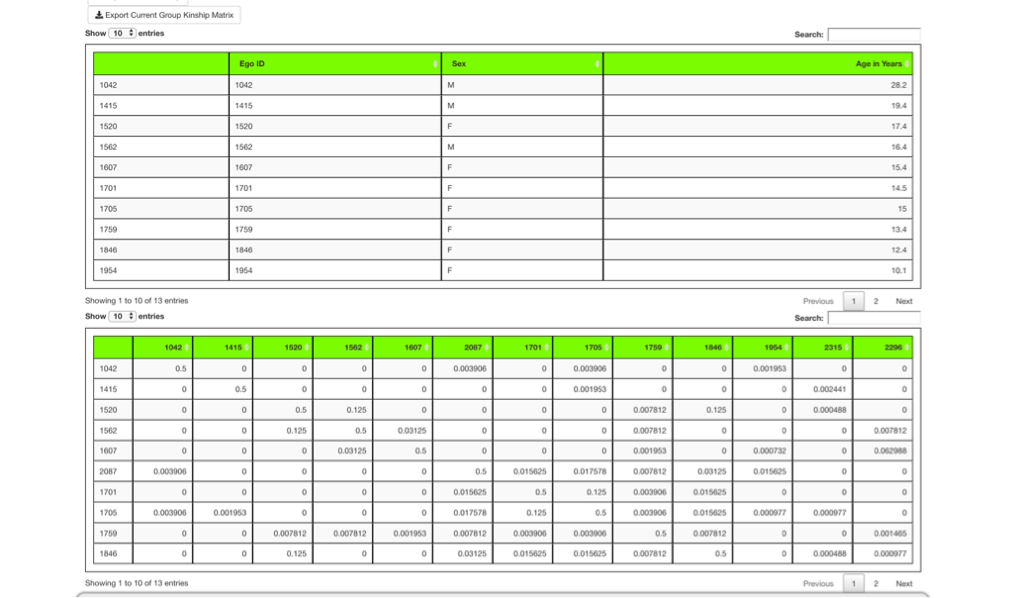 Export Current Group Kinship Matrix
Show 10 entries Search:
Ego ID Sex Age in Years
1042 1042 M 28.2
1415 1415 M 19.4
1520 1520 F 17.4
1562 1562 M 16.4
1607 1607 F 15.4
1701 1701 F 14.5
1705 1705 F 15
1759 1759 F 13.4
1846 1846 F 12.4
1954 1954 F 10.1
Showing 1 to 10 of 13 entries Previous 1 2 Next
Show 10 entries Search:
1042 1415 1520 1562 1607 2087 1701 1705 1759 1846 1954 2315 2296
1042 0.5 0 0 0 0 0.003906 0 0.003906 0 0 0.001953 0 0
1415 0 0.5 0 0 0 0 0 0.001953 0 0 0 0.002441 0
1520 0 0 0.5 0.125 0 0 0 0 0.007812 0.125 0 0.000488 0
1562 0 0 0.125 0.5 0.03125 0 0 0 0.007812 0 0 0 0.007812
1607 0 0 0 0.03125 0.5 0 0 0 0.001953 0 0.000732 0 0.062988
2087 0.003906 0 0 0 0 0.5 0.015625 0.017578 0.007812 0.03125 0.015625 0 0
1701 0 0 0 0 0 0.015625 0.5 0.125 0.003906 0.015625 0 0 0
1705 0.003906 0.001953 0 0 0 0.017578 0.125 0.5 0.003906 0.015625 0.000977 0.000977 0
1759 0 0 0.007812 0.007812 0.001953 0.007812 0.003906 0.003906 0.5 0.007812 0 0 0.001465
1846 0 0 0.125 0 0 0.03125 0.015625 0.015625 0.007812 0.5 0 0.000488 0.000977
Showing 1 to 10 of 13 entries Previous 1 2 Next